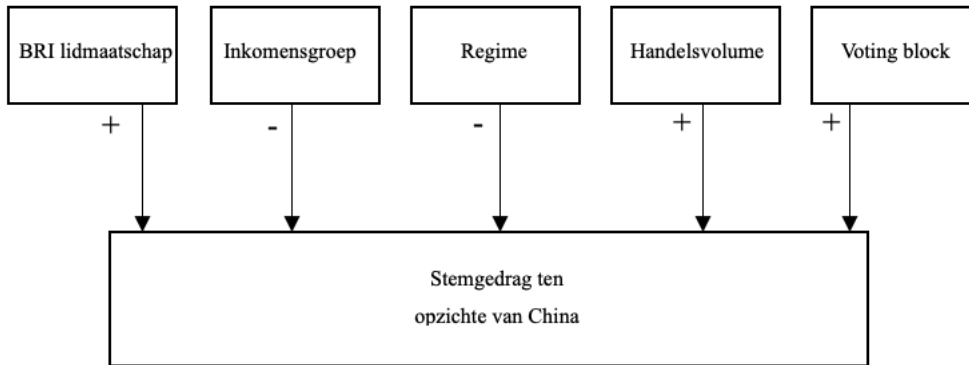 BRI lidmaatschap
Inkomensgroep
Regime
Handelsvolume
Voting block
+
-
-
+
+
Stemgedrag ten
opzichte van China